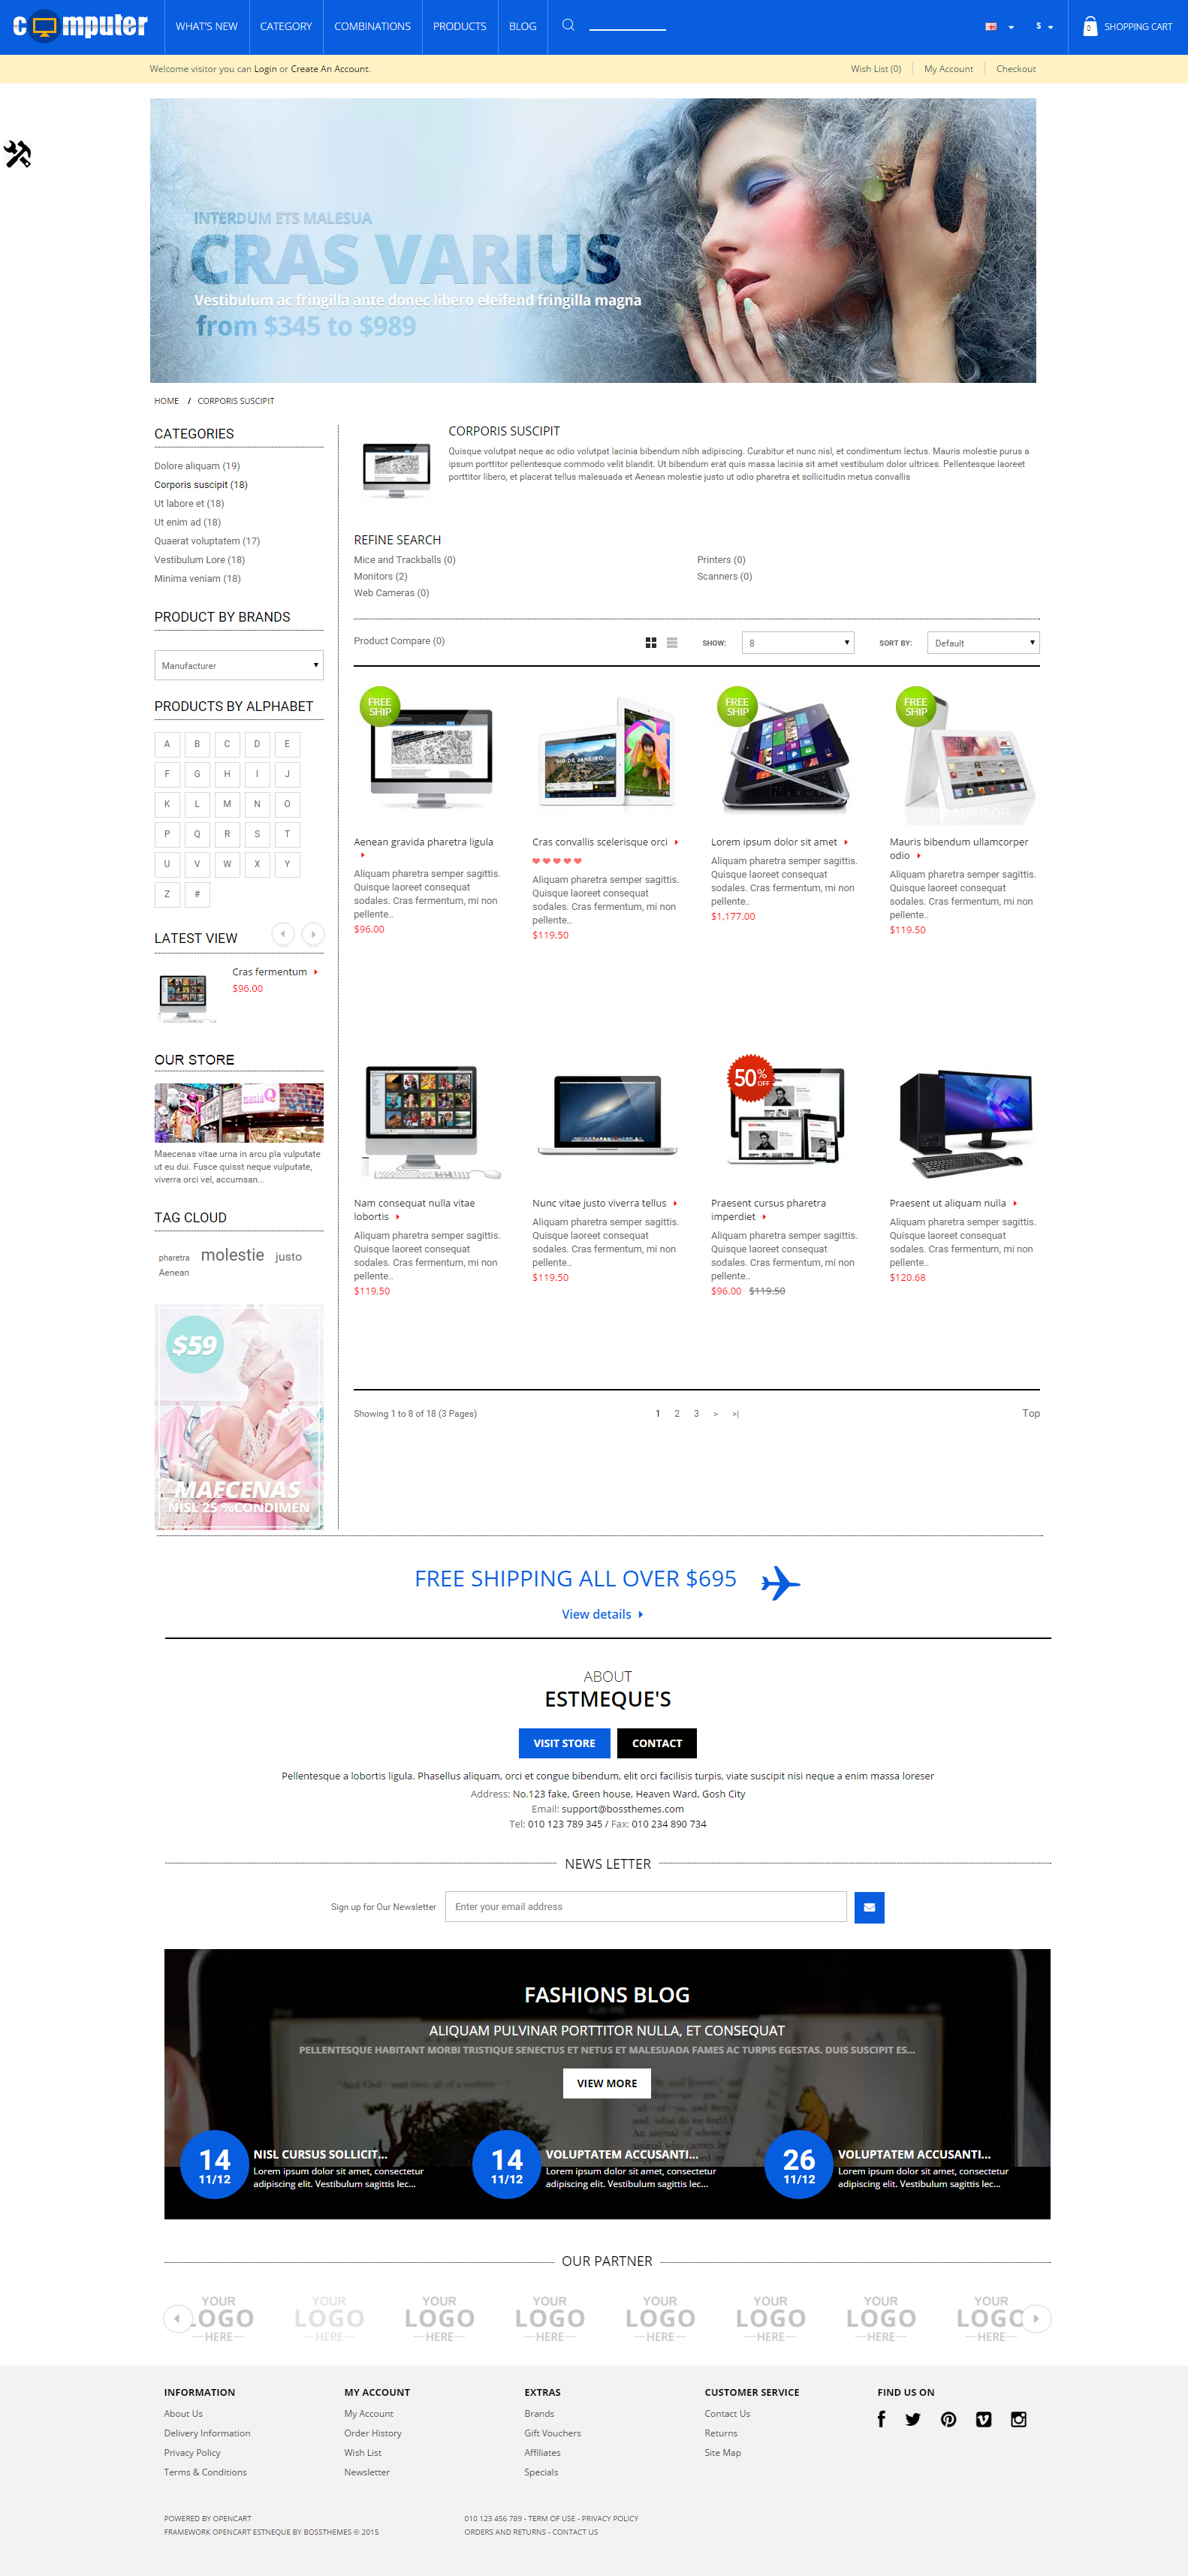 computer
WHAT'S NEW
CATEGORY
COMBINATIONS
PRODUCTS
BLOG
$
0
SHOPPING CART
Welcome visitor you can Login or Create An Account.
Wish List (0)
My Account
Checkout
INTERDUM ETS MALESUA
CRAS VARIUS
Vestibulum ac fringilla ante donec libero eleifend fringilla magna
from $345 to $989
HOME / CORPORIS SUSCIPIT
CATEGORIES
Dolore aliquam (19)
Corporis suscipit (18)
Ut labore et (18)
Ut enim ad (18)
Quaerat voluptatem (17)
Vestibulum Lore (18)
Minima veniam (18)
PRODUCT BY BRANDS
Manufacturer
PRODUCTS BY ALPHABET
A B C D E
F G H I J
K L M N O
P Q R S T
U V W X Y
Z #
LATEST VIEW
Cras fermentum
$96.00
OUR STORE
maniaQ
Maecenas vitae urna in arcu pla vulputate
ut eu dui. Fusce quisst neque vulputate,
viverra orci vel, accumsan...
TAG CLOUD
pharetra molestie justo
Aenean
$59
MAECENAS
NISL 25 %CONDIMEN
CORPORIS SUSCIPIT
Quisque volutpat neque ac odio volutpat lacinia bibendum nibh adipiscing. Curabitur et nunc nisl, et condimentum lectus. Mauris molestie purus a
ipsum porttitor pellentesque commodo velit blandit. Ut bibendum erat quis massa lacinia sit amet vestibulum dolor ultrices. Pellentesque laoreet
porttitor libero, et placerat tellus malesuada et Aenean molestie justo ut odio pharetra et sollicitudin metus convallis
REFINE SEARCH
Mice and Trackballs (0)
Monitors (2)
Web Cameras (0)
Printers (0)
Scanners (0)
Product Compare (0)
SHOW:
8
SORT BY:
Default
FREE
SHIP
Aenean gravida pharetra ligula
Aliquam pharetra semper sagittis.
Quisque laoreet consequat
sodales. Cras fermentum, mi non
pellente..
$96.00
RIO DE JANEIRO
Cras convallis scelerisque orci
Aliquam pharetra semper sagittis.
Quisque laoreet consequat
sodales. Cras fermentum, mi non
pellente..
$119.50
FREE
SHIP
Lorem ipsum dolor sit amet
Aliquam pharetra semper sagittis.
Quisque laoreet consequat
sodales. Cras fermentum, mi non
pellente..
$1,177.00
FREE
SHIP
ADVISOR
Mauris bibendum ullamcorper
odio
Aliquam pharetra semper sagittis.
Quisque laoreet consequat
sodales. Cras fermentum, mi non
pellente..
$119.50
Nam consequat nulla vitae
lobortis
Aliquam pharetra semper sagittis.
Quisque laoreet consequat
sodales. Cras fermentum, mi non
pellente..
$119.50
Nunc vitae justo viverra tellus
Aliquam pharetra semper sagittis.
Quisque laoreet consequat
sodales. Cras fermentum, mi non
pellente..
$119.50
50% OFF
EDITORIAL
Praesent cursus pharetra
imperdiet
Aliquam pharetra semper sagittis.
Quisque laoreet consequat
sodales. Cras fermentum, mi non
pellente..
$96.00 $119.50
Praesent ut aliquam nulla
Aliquam pharetra semper sagittis.
Quisque laoreet consequat
sodales. Cras fermentum, mi non
pellente..
$120.68
Showing 1 to 8 of 18 (3 Pages)
1 2 3 > >|
Top
FREE SHIPPING ALL OVER $695
View details
ABOUT
ESTMEQUE'S
VISIT STORE
CONTACT
Pellentesque a lobortis ligula. Phasellus aliquam, orci et congue bibendum, elit orci facilisis turpis, viate suscipit nisi neque a enim massa loreser
Address: No.123 fake, Green house, Heaven Ward, Gosh City
Email: support@bossthemes.com
Tel: 010 123 789 345 / Fax: 010 234 890 734
NEWS LETTER
Sign up for Our Newsletter
Enter your email address
FASHIONS BLOG
ALIQUAM PULVINAR PORTTITOR NULLA, ET CONSEQUAT
PELLENTESQUE HABITANT MORBI TRISTIQUE SENECTUS ET NETUS ET MALESUADA FAMES AC TURPIS EGESTAS. DUIS SUSCIPIT ES...
VIEW MORE
14
11/12
NISL CURSUS SOLLICIT...
Lorem ipsum dolor sit amet, consectetur
adipiscing elit. Vestibulum sagittis lec...
14
11/12
VOLUPTATEM ACCUSANTI...
Lorem ipsum dolor sit amet, consectetur
adipiscing elit. Vestibulum sagittis lec...
26
11/12
VOLUPTATEM ACCUSANTI...
Lorem ipsum dolor sit amet, consectetur
adipiscing elit. Vestibulum sagittis lec...
OUR PARTNER
YOUR LOGO HERE
YOUR LOGO HERE
YOUR LOGO HERE
YOUR LOGO HERE
YOUR LOGO HERE
YOUR LOGO HERE
YOUR LOGO HERE
YOUR LOGO HERE
INFORMATION
About Us
Delivery Information
Privacy Policy
Terms & Conditions
MY ACCOUNT
My Account
Order History
Wish List
Newsletter
EXTRAS
Brands
Gift Vouchers
Affiliates
Specials
CUSTOMER SERVICE
Contact Us
Returns
Site Map
FIND US ON
POWERED BY OPENCART
FRAMEWORK OPENCART ESTNEQUE BY BOSSTHEMES © 2015
010 123 456 789 - TERM OF USE - PRIVACY POLICY
ORDERS AND RETURNS - CONTACT US